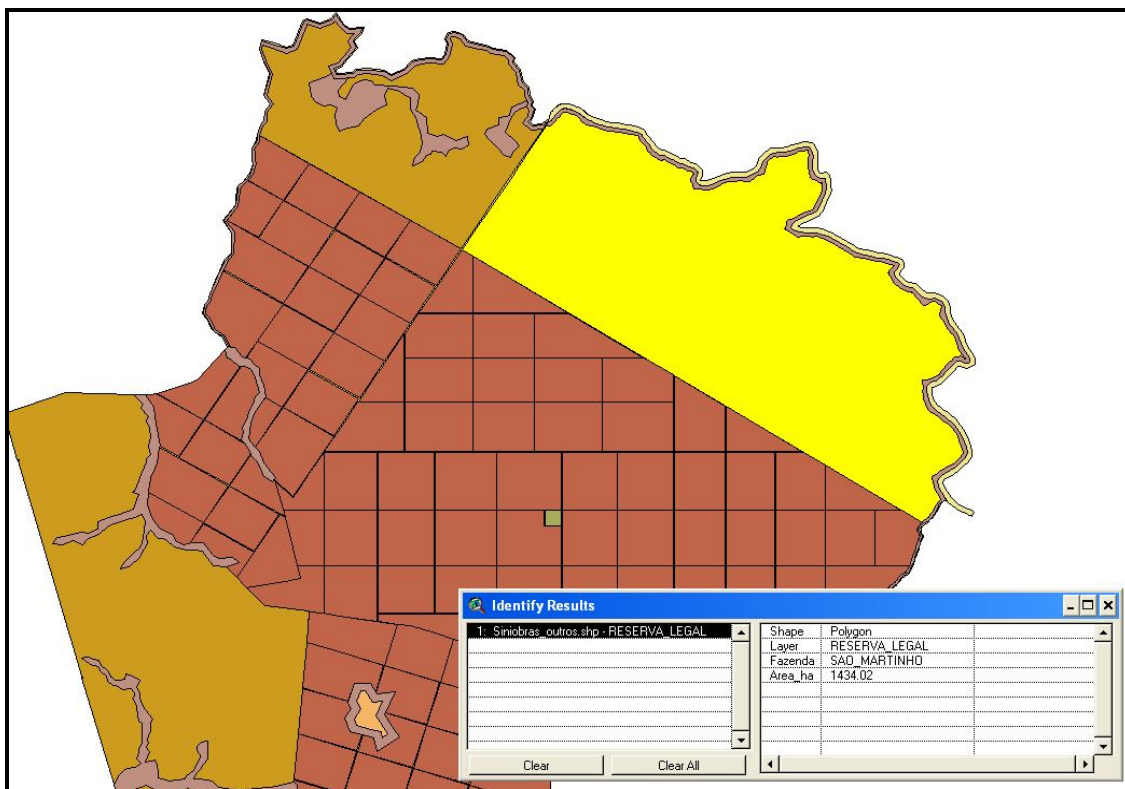 Identify Results
1: Siniobras_outros.shp - RESERVA_LEGAL
Shape Polygon
Layer RESERVA_LEGAL
Fazenda SAO_MARTINHO
Area_ha 1434.02
Clear Clear All